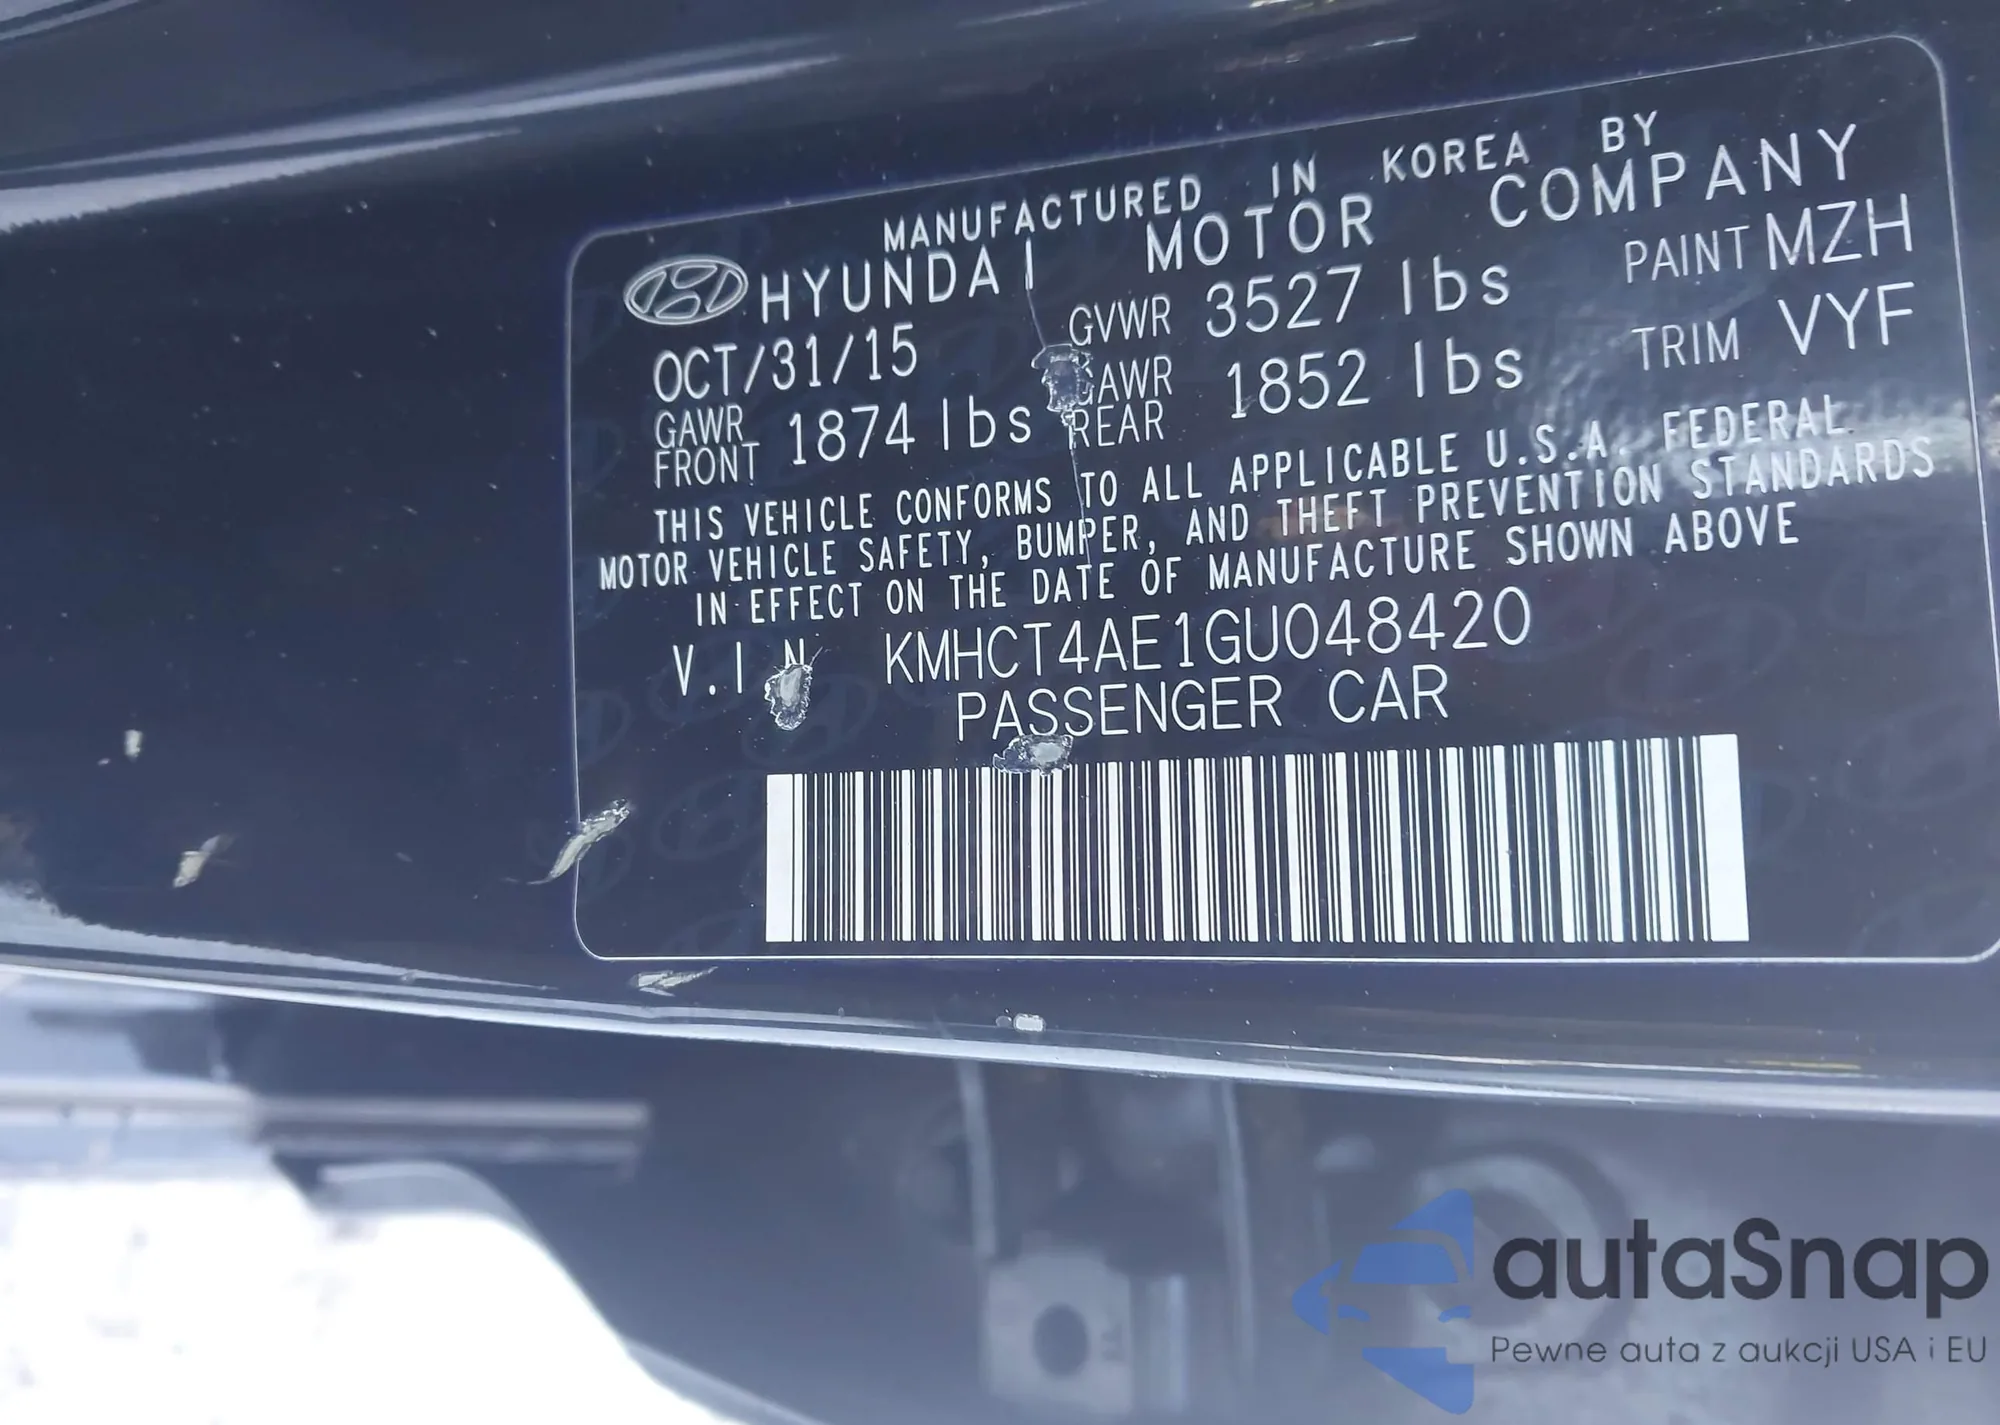 MANUFACTURED IN KOREA BY
HYUNDAI MOTOR COMPANY
OCT/31/15 GVWR 3527 lbs PAINT MZH
GAWR FRONT 1874 lbs GAWR REAR 1852 lbs TRIM VYF
THIS VEHICLE CONFORMS TO ALL APPLICABLE U.S.A. FEDERAL
MOTOR VEHICLE SAFETY, BUMPER, AND THEFT PREVENTION STANDARDS
IN EFFECT ON THE DATE OF MANUFACTURE SHOWN ABOVE
V.I.N KMHCT4AE1GU048420
PASSENGER CAR
autaSnap
Pewne auta z aukcji USA i EU